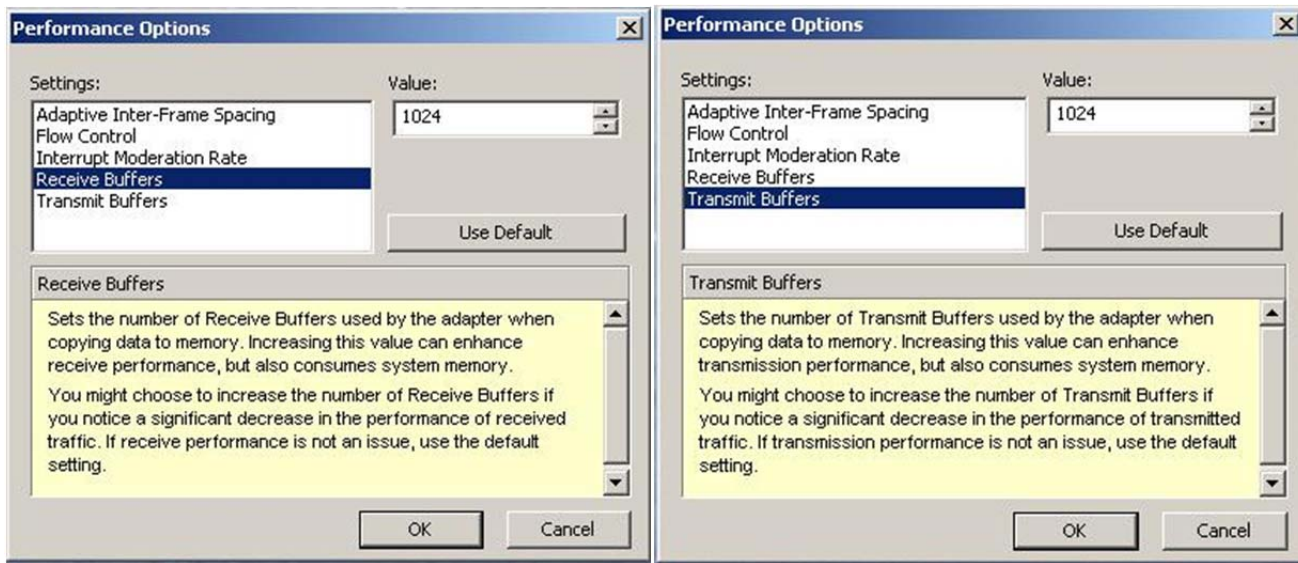 Performance Options
Settings:
Value:
Adaptive Inter-Frame Spacing
Flow Control
Interrupt Moderation Rate
Receive Buffers
Transmit Buffers
1024
Use Default
Receive Buffers
Sets the number of Receive Buffers used by the adapter when
copying data to memory. Increasing this value can enhance
receive performance, but also consumes system memory.
You might choose to increase the number of Receive Buffers if
you notice a significant decrease in the performance of received
traffic. If receive performance is not an issue, use the default
setting.
OK
Cancel
Performance Options
Settings:
Value:
Adaptive Inter-Frame Spacing
Flow Control
Interrupt Moderation Rate
Receive Buffers
Transmit Buffers
1024
Use Default
Transmit Buffers
Sets the number of Transmit Buffers used by the adapter when
copying data to memory. Increasing this value can enhance
transmission performance, but also consumes system memory.
You might choose to increase the number of Transmit Buffers if
you notice a significant decrease in the performance of transmitted
traffic. If transmission performance is not an issue, use the default
setting.
OK
Cancel